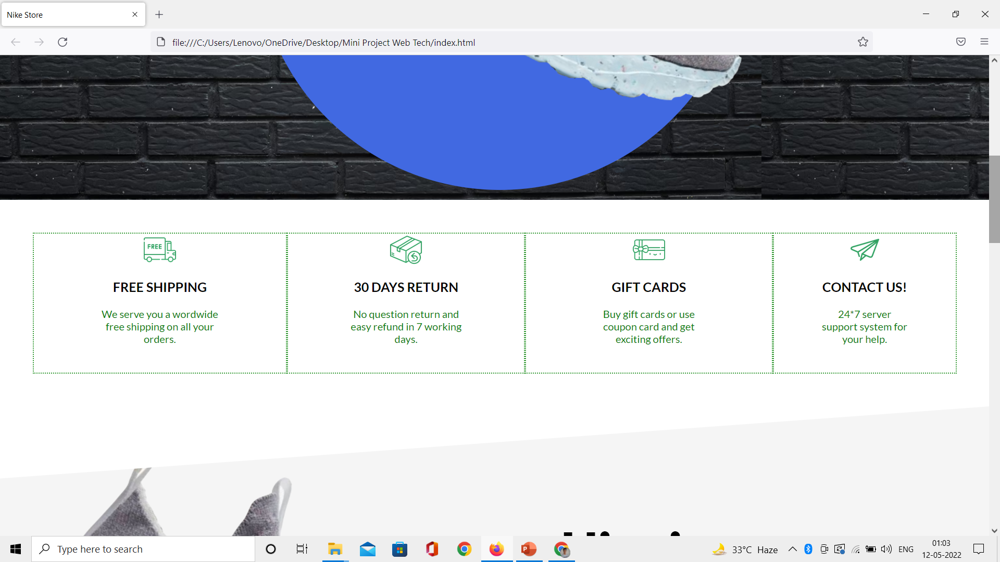 Nike Store
file:///C:/Users/Lenovo/OneDrive/Desktop/Mini Project Web Tech/index.html
FREE
FREE SHIPPING
We serve you a wordwide
free shipping on all your
orders.
30 DAYS RETURN
No question return and
easy refund in 7 working
days.
GIFT CARDS
Buy gift cards or use
coupon card and get
exciting offers.
CONTACT US!
24*7 server
support system for
your help.
Type here to search
33°C Haze
ENG
01:03
12-05-2022